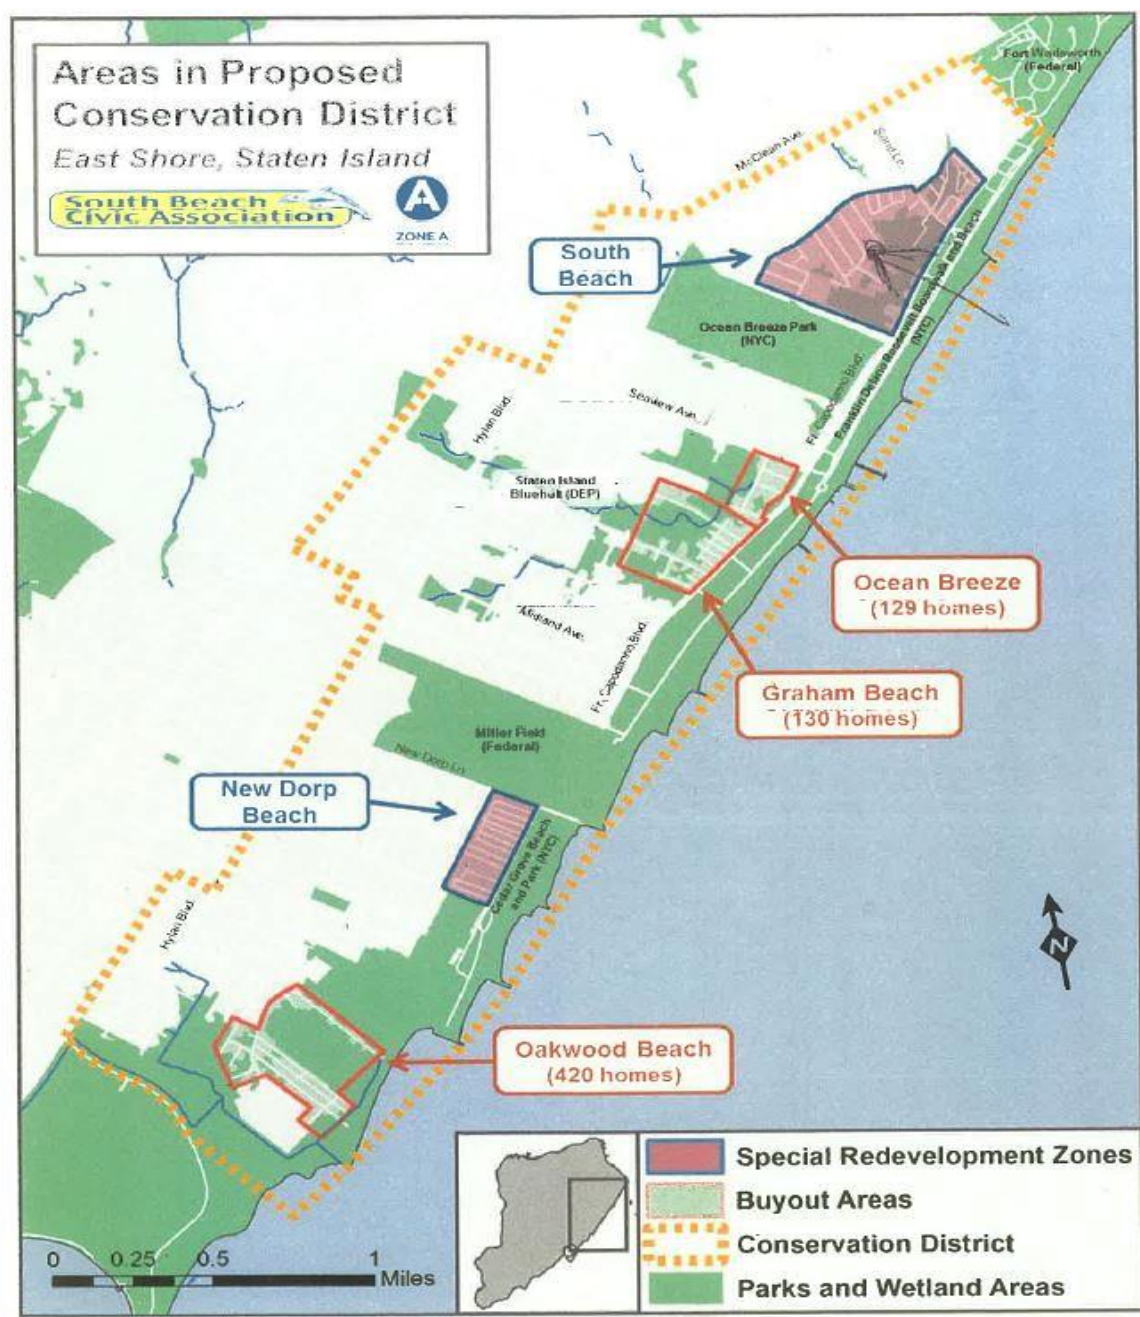 Areas in Proposed
Conservation District
East Shore, Staten Island
South Beach
Civic Association
A
ZONE A
Fort Wadsworth
(Federal)
McClean Ave.
Sand Ln.
South
Beach
Ocean Breeze Park
(NYC)
Franklin Delano Roosevelt Boardwalk and Beach
(NYC)
Fr. Capodanno Blvd.
Seaview Ave.
Hylan Blvd.
Staten Island
Bluebelt (DEP)
Ocean Breeze
(129 homes)
Midland Ave.
Fr. Capodanno Blvd.
Graham Beach
(130 homes)
Miller Field
(Federal)
New Dorp Ln.
New Dorp
Beach
Cedar Grove Beach
and Park (NYC)
Hylan Blvd.
N
Oakwood Beach
(420 homes)
Special Redevelopment Zones
Buyout Areas
Conservation District
Parks and Wetland Areas
0 0.25 0.5 1
Miles